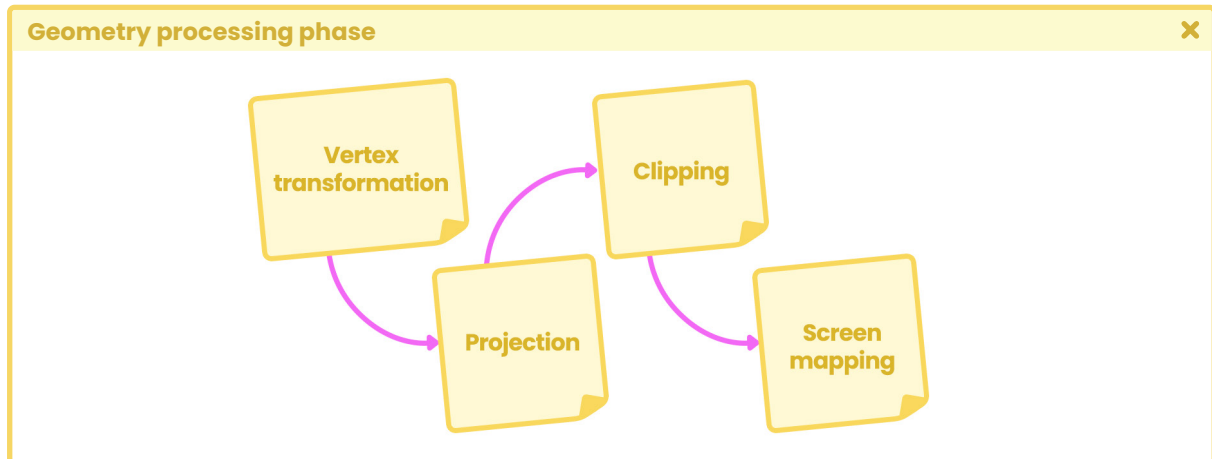 Geometry processing phase
Vertex
transformation
Projection
Clipping
Screen
mapping